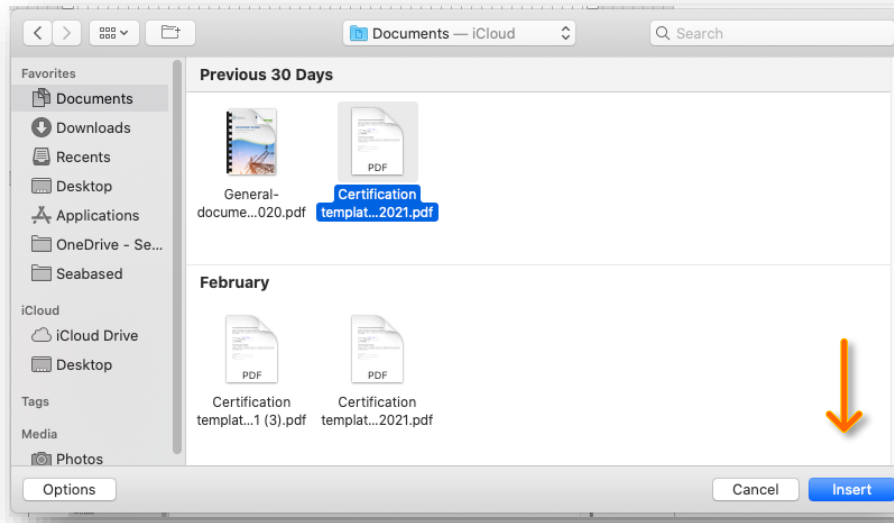 Documents — iCloud
Search
Favorites
Documents
Downloads
Recents
Desktop
Applications
OneDrive - Se...
Seabased
iCloud
iCloud Drive
Desktop
Tags
Media
Photos
Previous 30 Days
General-
docume...020.pdf
PDF
Certification
templat...2021.pdf
February
PDF
Certification
templat...1 (3).pdf
PDF
Certification
templat...2021.pdf
Options
Cancel
Insert